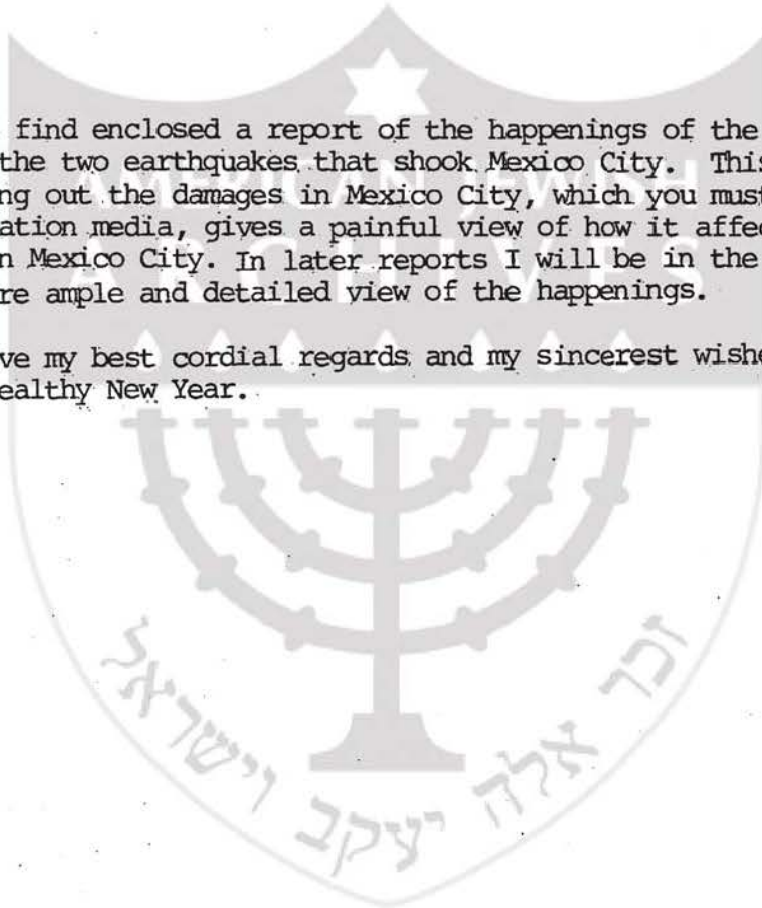 find enclosed a report of the happenings of the
the two earthquakes that shook Mexico City. This
ng out the damages in Mexico City, which you must
ation media, gives a painful view of how it affec
n Mexico City. In later reports I will be in the
re ample and detailed view of the happenings.
ve my best cordial regards and my sincerest wishe
ealthy New Year.
AMERICAN JEWISH
ARCHIVES
זכר אלה יעקב וישראל